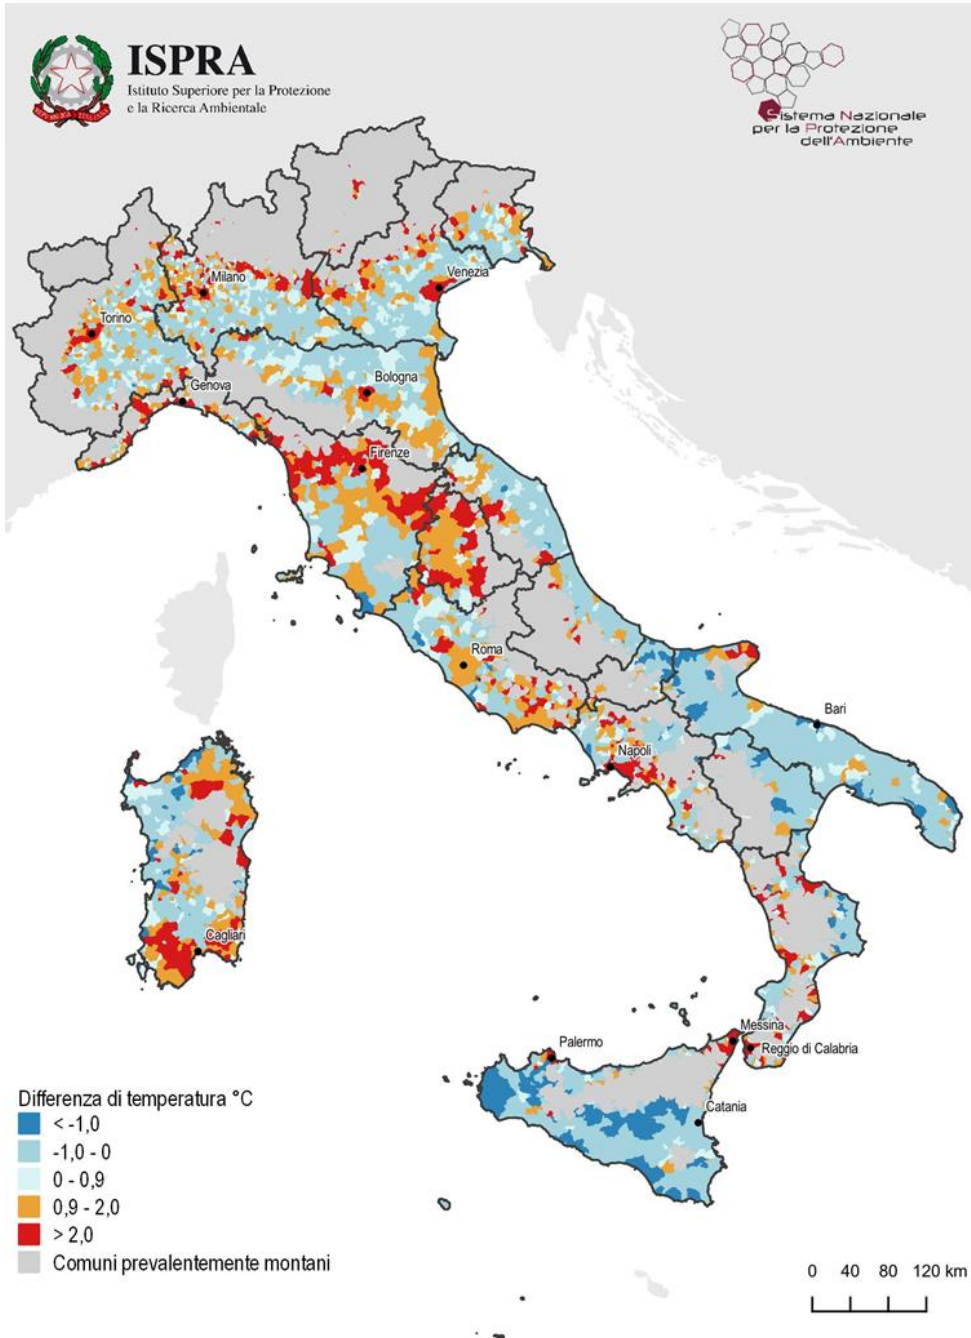 ISPRA
Istituto Superiore per la Protezione
e la Ricerca Ambientale
REPVBBLICA ITALIANA
Sistema Nazionale
per la Protezione
dell'Ambiente
Milano
Venezia
Torino
Genova
Bologna
Firenze
Roma
Bari
Napoli
Cagliari
Messina
Palermo
Reggio di Calabria
Catania
Differenza di temperatura °C
< -1,0
-1,0 - 0
0 - 0,9
0,9 - 2,0
> 2,0
Comuni prevalentemente montani
0 40 80 120 km